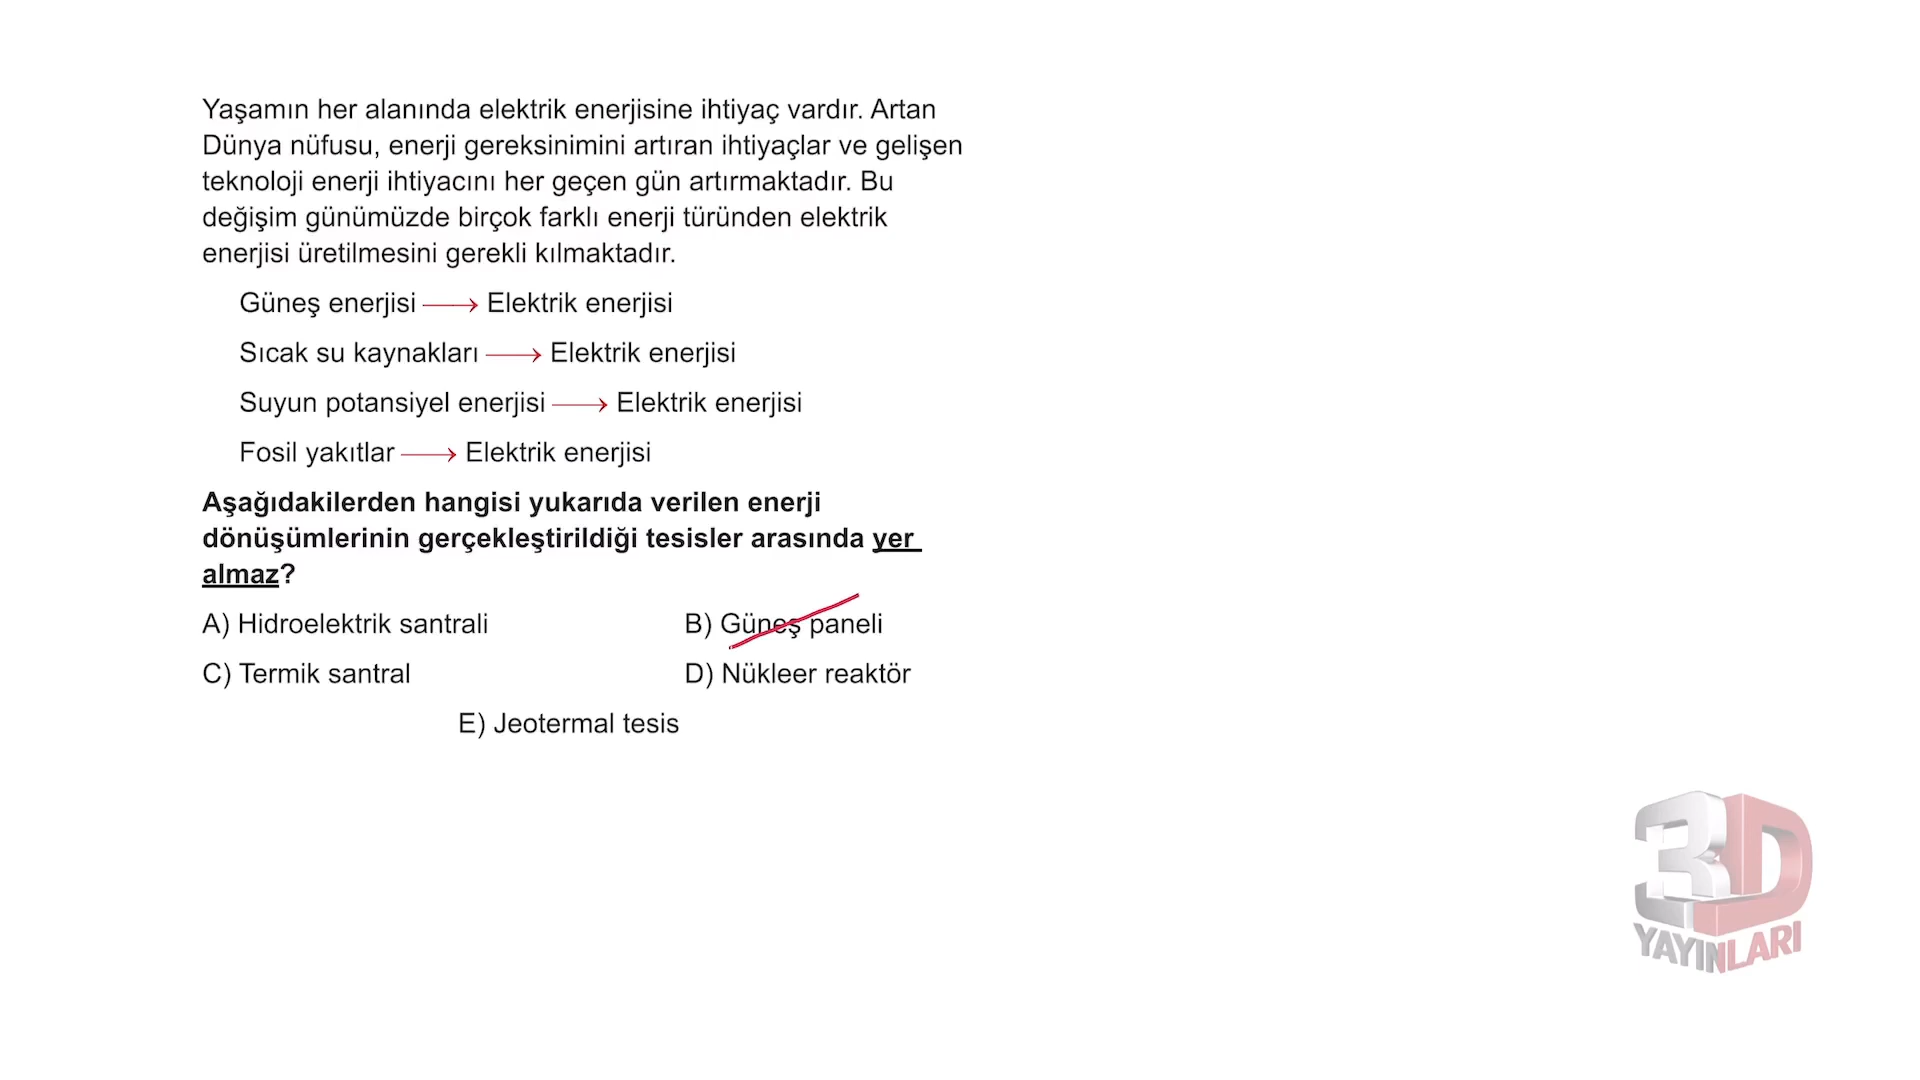 Yaşamın her alanında elektrik enerjisine ihtiyaç vardır. Artan
Dünya nüfusu, enerji gereksinimini artıran ihtiyaçlar ve gelişen
teknoloji enerji ihtiyacını her geçen gün artırmaktadır. Bu
değişim günümüzde birçok farklı enerji türünden elektrik
enerjisi üretilmesini gerekli kılmaktadır.
Güneş enerjisi → Elektrik enerjisi
Sıcak su kaynakları → Elektrik enerjisi
Suyun potansiyel enerjisi → Elektrik enerjisi
Fosil yakıtlar → Elektrik enerjisi
Aşağıdakilerden hangisi yukarıda verilen enerji
dönüşümlerinin gerçekleştirildiği tesisler arasında yer
almaz?
A) Hidroelektrik santrali B) Güneş paneli
C) Termik santral D) Nükleer reaktör
E) Jeotermal tesis
3D
YAYINLARI